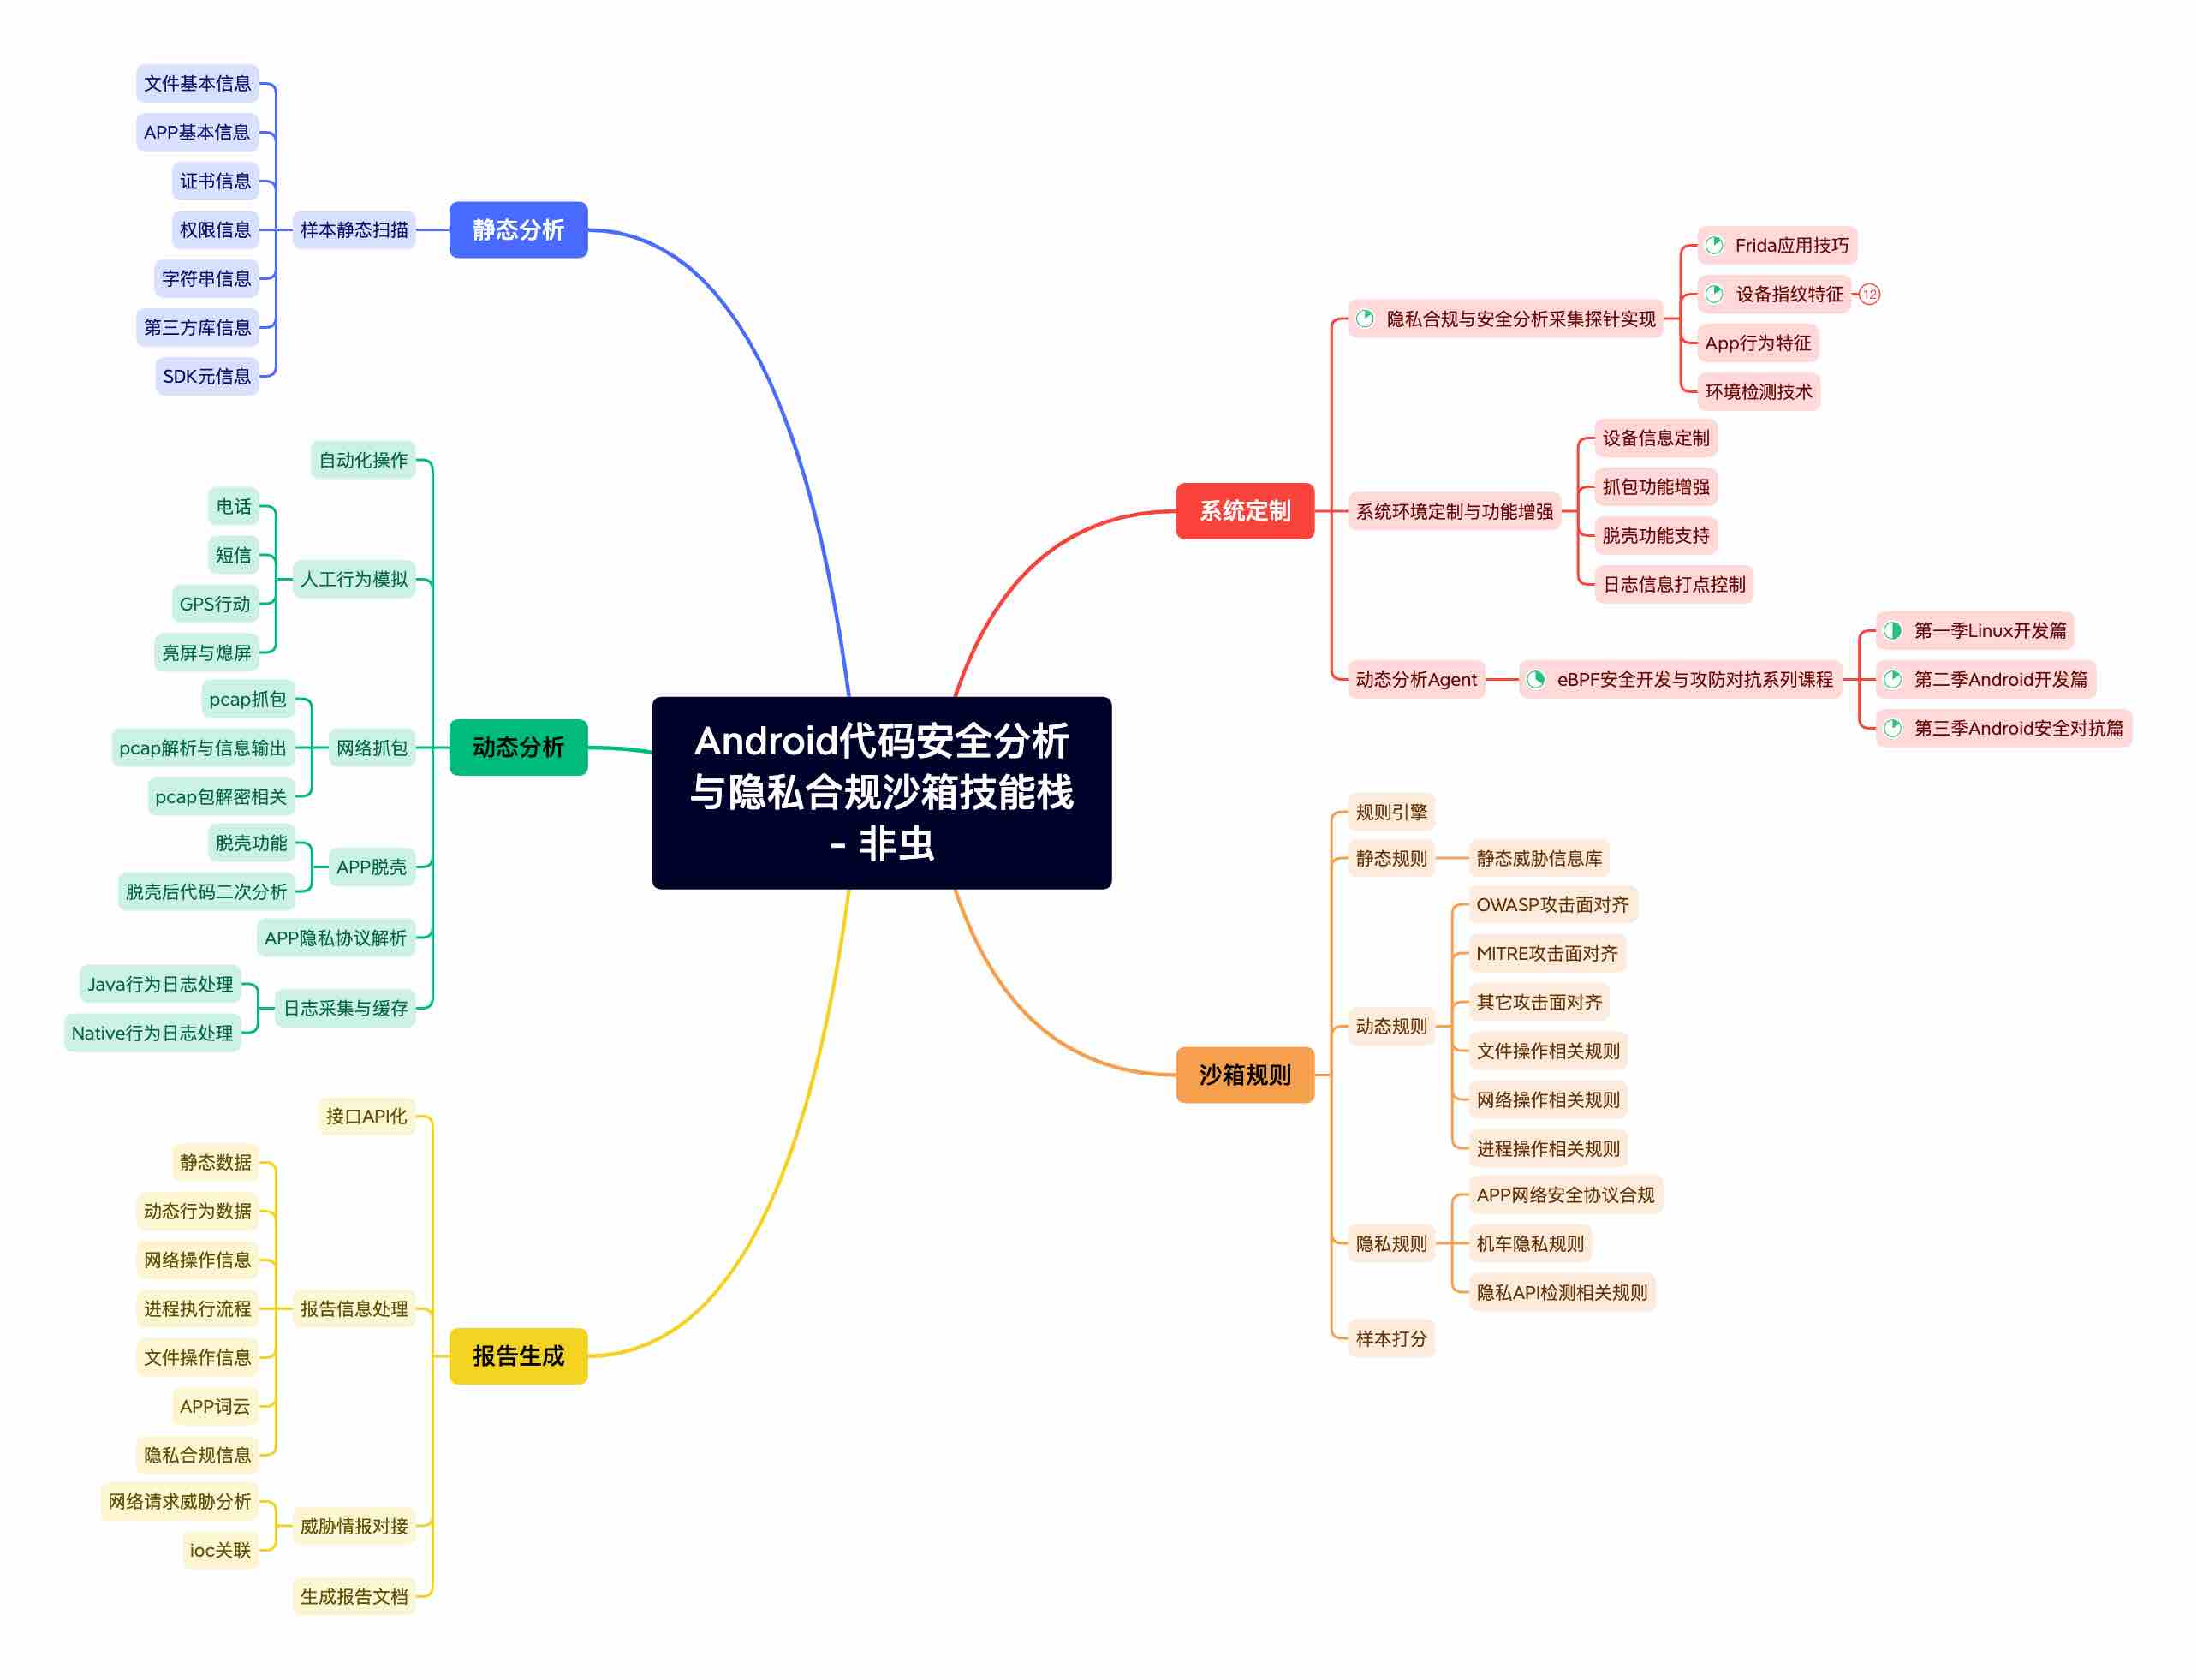 Android代码安全分析
与隐私合规沙箱技能栈
- 非虫
系统定制
隐私合规与安全分析采集探针实现
Frida应用技巧
设备指纹特征
12
App行为特征
环境检测技术
系统环境定制与功能增强
设备信息定制
抓包功能增强
脱壳功能支持
日志信息打点控制
动态分析Agent
eBPF安全开发与攻防对抗系列课程
第一季Linux开发篇
第二季Android开发篇
第三季Android安全对抗篇
沙箱规则
规则引擎
静态规则
静态威胁信息库
动态规则
OWASP攻击面对齐
MITRE攻击面对齐
其它攻击面对齐
文件操作相关规则
网络操作相关规则
进程操作相关规则
隐私规则
APP网络安全协议合规
机车隐私规则
隐私API检测相关规则
样本打分
静态分析
样本静态扫描
文件基本信息
APP基本信息
证书信息
权限信息
字符串信息
第三方库信息
SDK元信息
动态分析
自动化操作
人工行为模拟
电话
短信
GPS行动
亮屏与熄屏
网络抓包
pcap抓包
pcap解析与信息输出
pcap包解密相关
APP脱壳
脱壳功能
脱壳后代码二次分析
APP隐私协议解析
日志采集与缓存
Java行为日志处理
Native行为日志处理
报告生成
接口API化
报告信息处理
静态数据
动态行为数据
网络操作信息
进程执行流程
文件操作信息
APP词云
隐私合规信息
威胁情报对接
网络请求威胁分析
ioc关联
生成报告文档